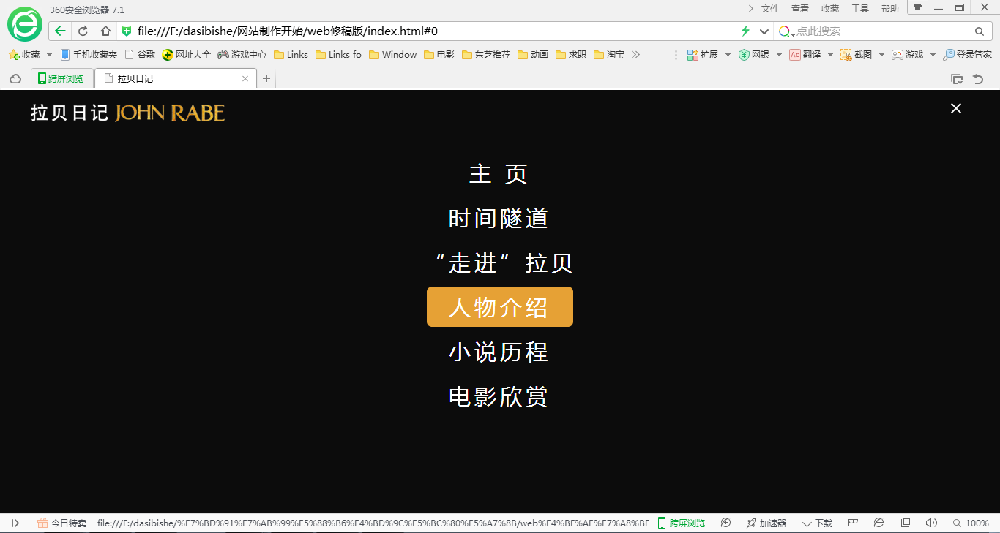 360安全浏览器 7.1
文件 查看 收藏 工具 帮助
file:///F:/dasibishe/网站制作开始/web修稿版/index.html#0
点此搜索
收藏 手机收藏夹 谷歌 网址大全 游戏中心 Links Links fo Window 电影 东芝推荐 动画 求职 淘宝 扩展 网银 Aa 翻译 截图 游戏 登录管家
跨屏浏览 拉贝日记
拉贝日记 JOHN RABE
主 页
时间隧道
“走进”拉贝
人物介绍
小说历程
电影欣赏
今日特卖 file:///F:/dasibishe/%E7%BD%91%E7%AB%99%E5%88%B6%E4%BD%9C%E5%BC%80%E5%A7%8B/web%E4%BF%AE%E7%A8%BF 跨屏浏览 加速器 下载 100%